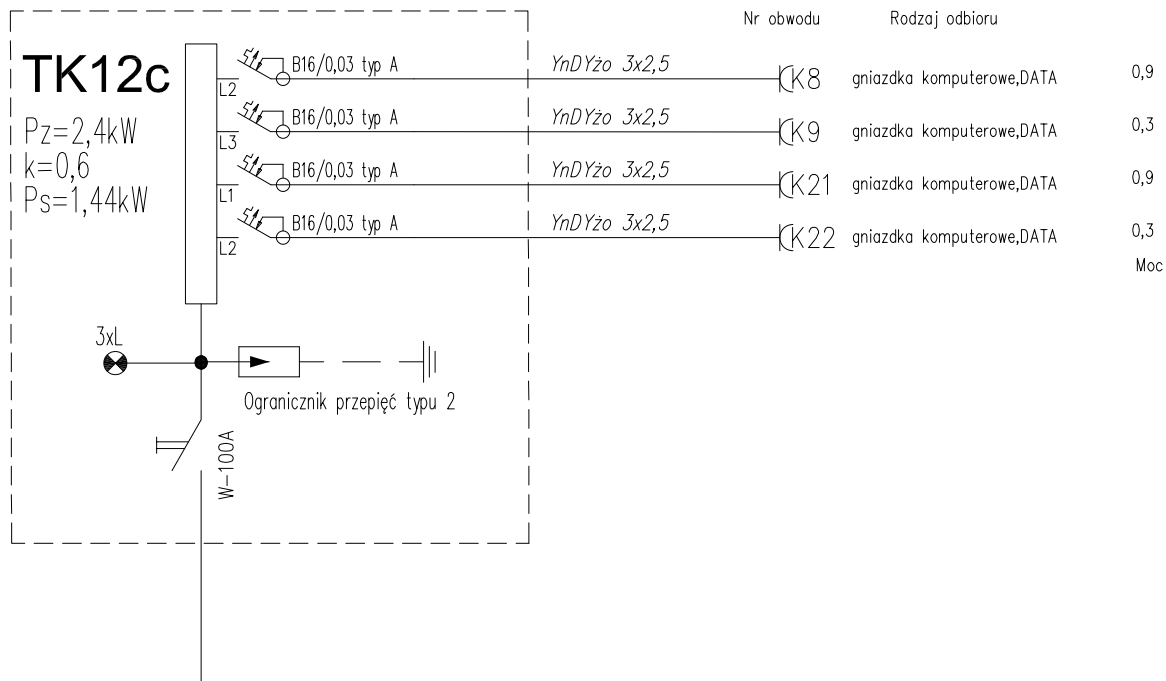 Nr obwodu Rodzaj odbioru
TK12c
Pz=2,4kW
k=0,6
Ps=1,44kW
L2 B16/0,03 typ A YnDYżo 3x2,5 K8 gniazdka komputerowe,DATA 0,9
L3 B16/0,03 typ A YnDYżo 3x2,5 K9 gniazdka komputerowe,DATA 0,3
L1 B16/0,03 typ A YnDYżo 3x2,5 K21 gniazdka komputerowe,DATA 0,9
L2 B16/0,03 typ A YnDYżo 3x2,5 K22 gniazdka komputerowe,DATA 0,3
Moc
3xL
Ogranicznik przepięć typu 2
W-100A